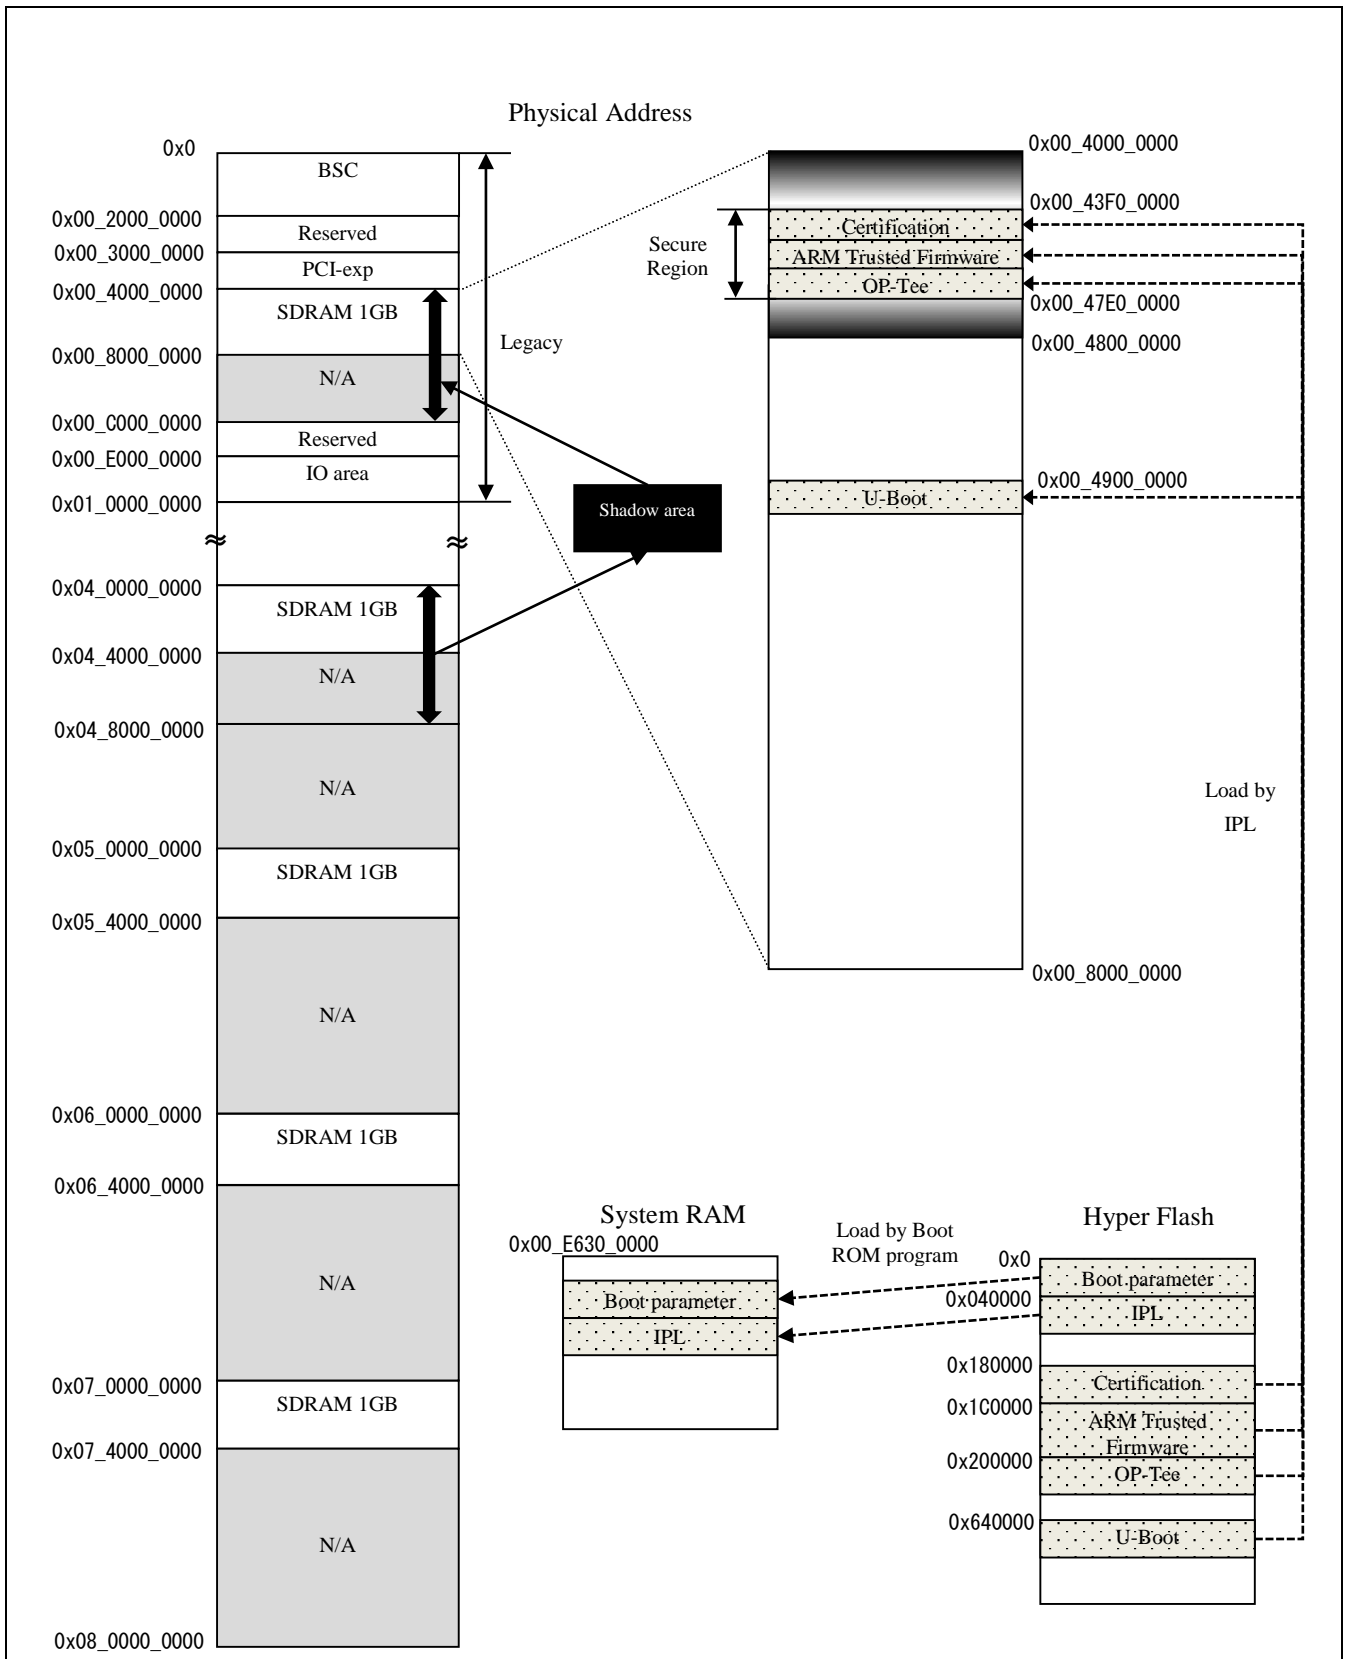 Physical Address
0x0
BSC
0x00_2000_0000
Reserved
0x00_3000_0000
PCI-exp
0x00_4000_0000
SDRAM 1GB
0x00_8000_0000
N/A
0x00_C000_0000
Reserved
0x00_E000_0000
IO area
0x01_0000_0000
Legacy
Shadow area
≈
≈
0x04_0000_0000
SDRAM 1GB
0x04_4000_0000
N/A
0x04_8000_0000
N/A
0x05_0000_0000
SDRAM 1GB
0x05_4000_0000
N/A
0x06_0000_0000
SDRAM 1GB
0x06_4000_0000
N/A
0x07_0000_0000
SDRAM 1GB
0x07_4000_0000
N/A
0x08_0000_0000
0x00_4000_0000
0x00_43F0_0000
Secure
Region
Certification
ARM Trusted Firmware
OP-Tee
0x00_47E0_0000
0x00_4800_0000
0x00_4900_0000
U-Boot
0x00_8000_0000
Load by
IPL
System RAM
0x00_E630_0000
Boot parameter
IPL
Load by Boot
ROM program
Hyper Flash
0x0
Boot parameter
0x040000
IPL
0x180000
Certification
0x1C0000
ARM Trusted
Firmware
0x200000
OP-Tee
0x640000
U-Boot